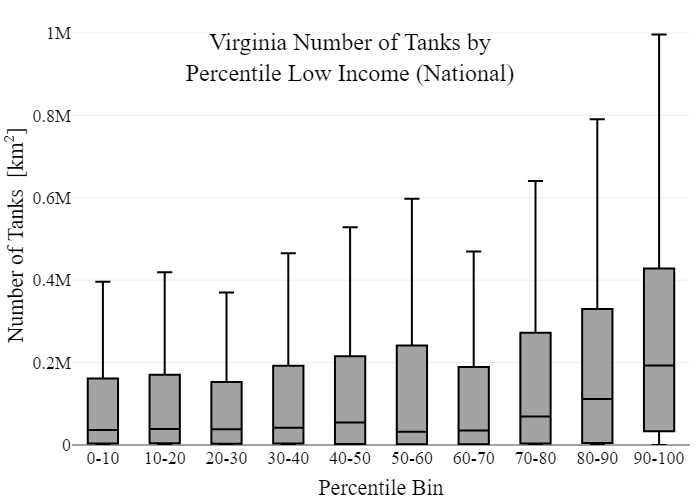 Virginia Number of Tanks by
Percentile Low Income (National)
Number of Tanks [km²]
1M
0.8M
0.6M
0.4M
0.2M
0
0-10 10-20 20-30 30-40 40-50 50-60 60-70 70-80 80-90 90-100
Percentile Bin